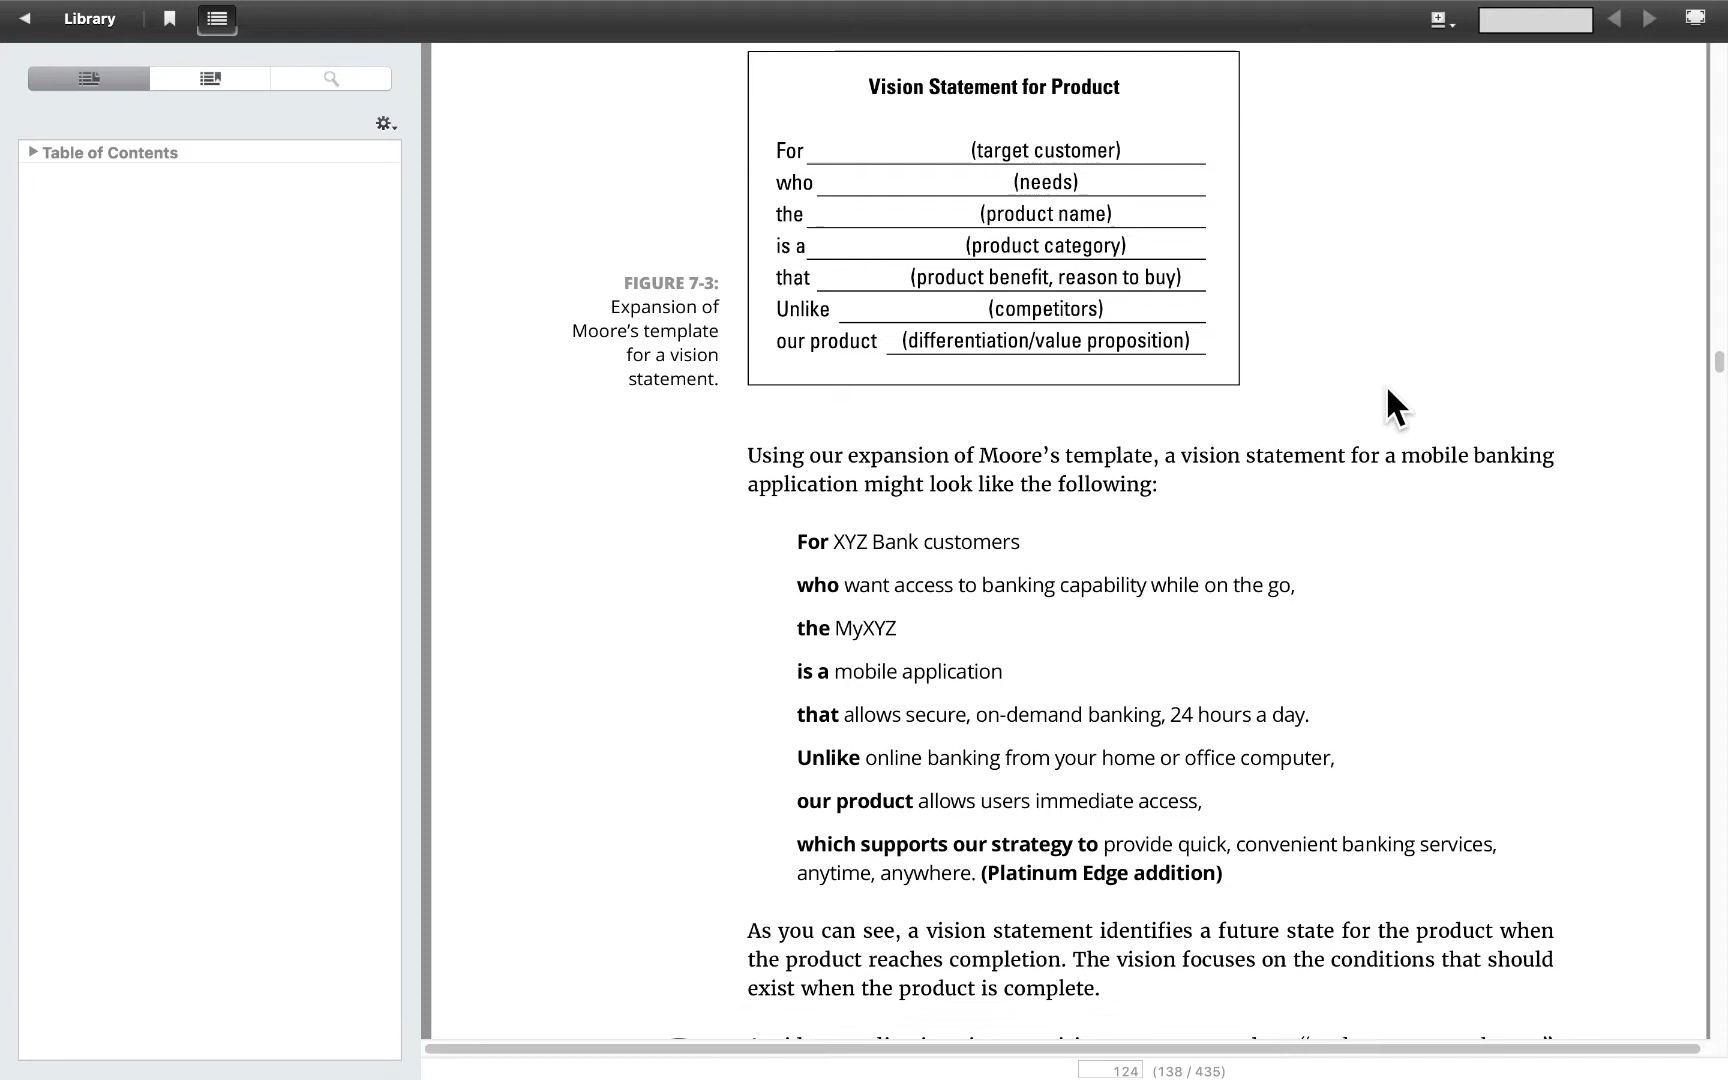 Library
Table of Contents
Vision Statement for Product
For (target customer)
who (needs)
the (product name)
is a (product category)
that (product benefit, reason to buy)
Unlike (competitors)
our product (differentiation/value proposition)
FIGURE 7-3:
Expansion of
Moore’s template
for a vision
statement.
Using our expansion of Moore’s template, a vision statement for a mobile banking
application might look like the following:
For XYZ Bank customers
who want access to banking capability while on the go,
the MyXYZ
is a mobile application
that allows secure, on-demand banking, 24 hours a day.
Unlike online banking from your home or office computer,
our product allows users immediate access,
which supports our strategy to provide quick, convenient banking services,
anytime, anywhere. (Platinum Edge addition)
As you can see, a vision statement identifies a future state for the product when
the product reaches completion. The vision focuses on the conditions that should
exist when the product is complete.
124 (138 / 435)